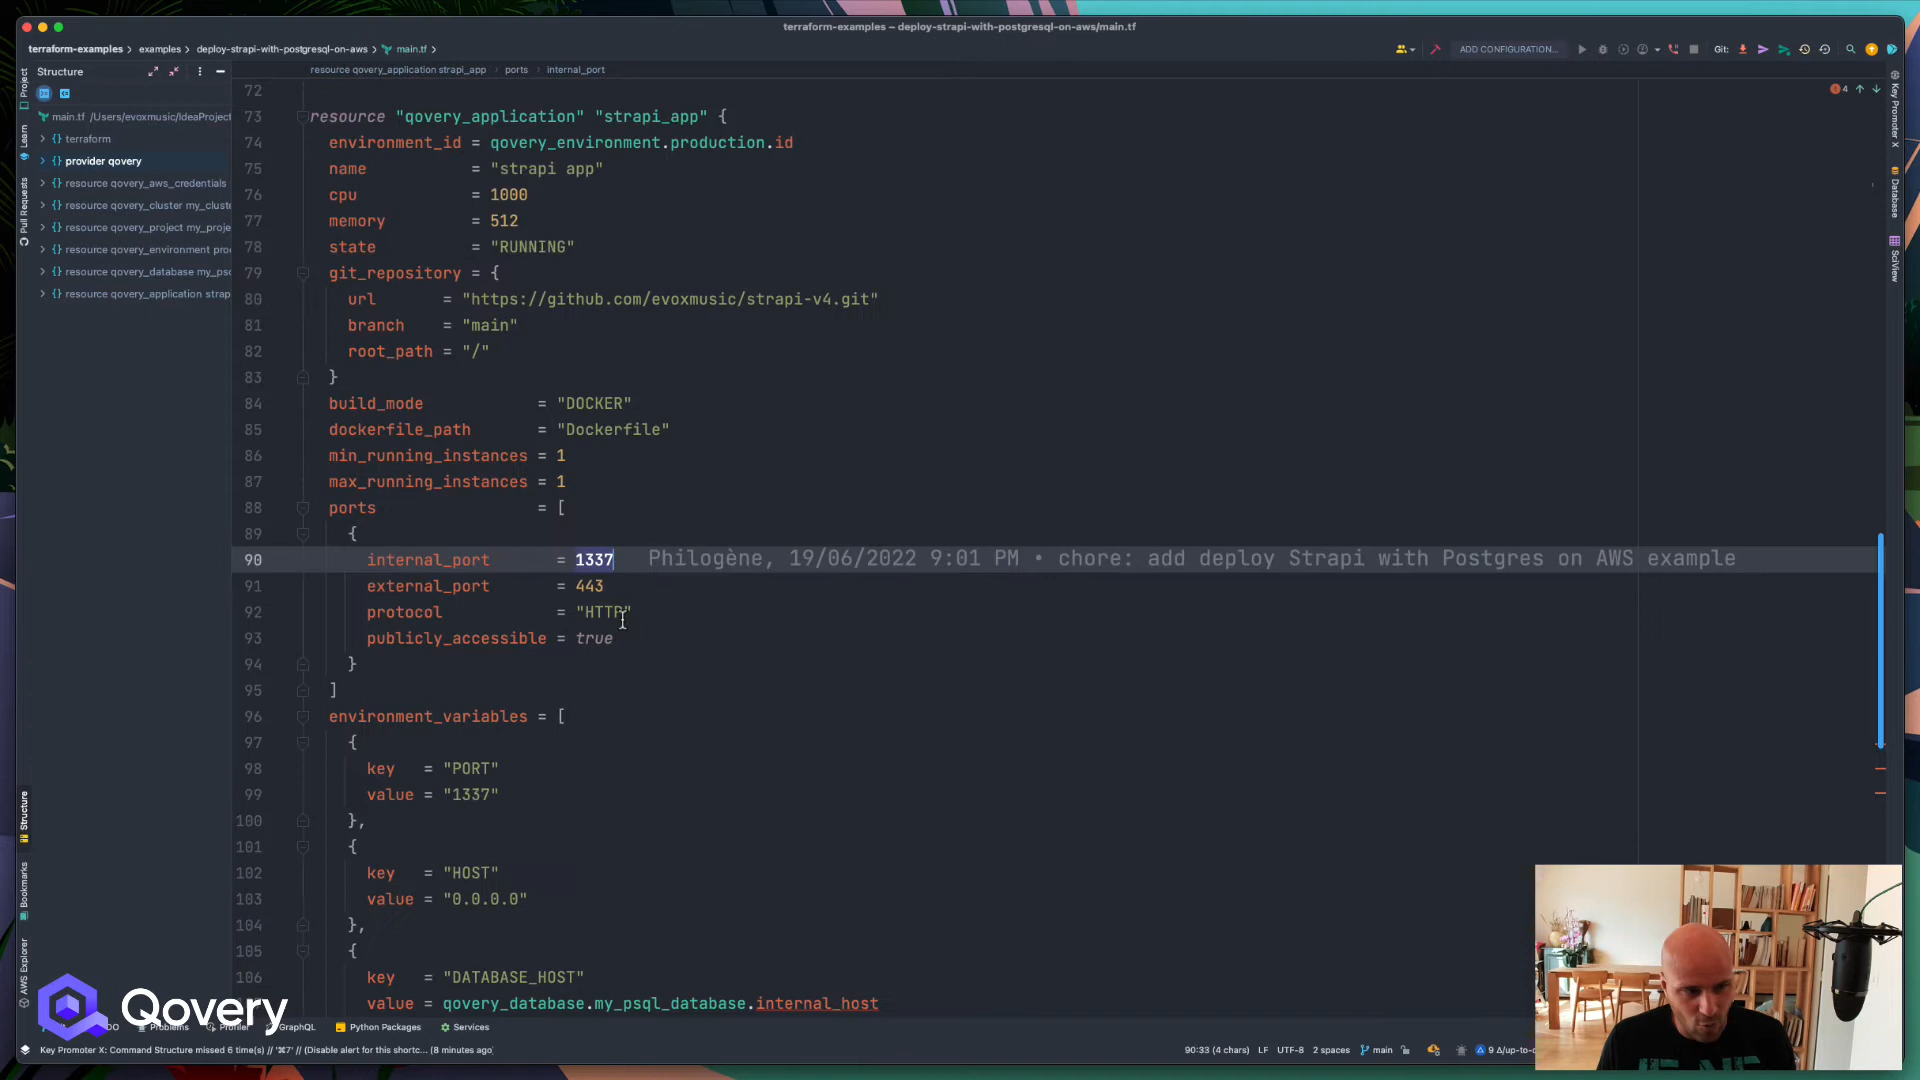 terraform-examples – deploy-strapi-with-postgresql-on-aws/main.tf
terraform-examples > examples > deploy-strapi-with-postgresql-on-aws > main.tf >
ADD CONFIGURATION...
Git:
Project
Structure
resource qovery_application strapi_app > ports > internal_port
4
main.tf /Users/evoxmusic/IdeaProject
terraform
provider qovery
resource qovery_aws_credentials
resource qovery_cluster my_cluste
resource qovery_project my_proje
resource qovery_environment pro
resource qovery_database my_psq
resource qovery_application strap
Learn
Pull Requests
Structure
Bookmarks
AWS Explorer
Key Promoter X
Database
SciView
72
73 resource "qovery_application" "strapi_app" {
74 environment_id = qovery_environment.production.id
75 name = "strapi app"
76 cpu = 1000
77 memory = 512
78 state = "RUNNING"
79 git_repository = {
80 url = "https://github.com/evoxmusic/strapi-v4.git"
81 branch = "main"
82 root_path = "/"
83 }
84 build_mode = "DOCKER"
85 dockerfile_path = "Dockerfile"
86 min_running_instances = 1
87 max_running_instances = 1
88 ports = [
89 {
90 internal_port = 1337 Philogène, 19/06/2022 9:01 PM • chore: add deploy Strapi with Postgres on AWS example
91 external_port = 443
92 protocol = "HTTP"
93 publicly_accessible = true
94 }
95 ]
96 environment_variables = [
97 {
98 key = "PORT"
99 value = "1337"
100 },
101 {
102 key = "HOST"
103 value = "0.0.0.0"
104 },
105 {
106 key = "DATABASE_HOST"
value = qovery_database.my_psql_database.internal_host
Qovery
Problems
Profiler
GraphQL
Python Packages
Services
Key Promoter X: Command Structure missed 6 time(s) // '⌘7' // (Disable alert for this shortc... (8 minutes ago)
90:33 (4 chars) LF UTF-8 2 spaces main 9 Δ/up-to-d